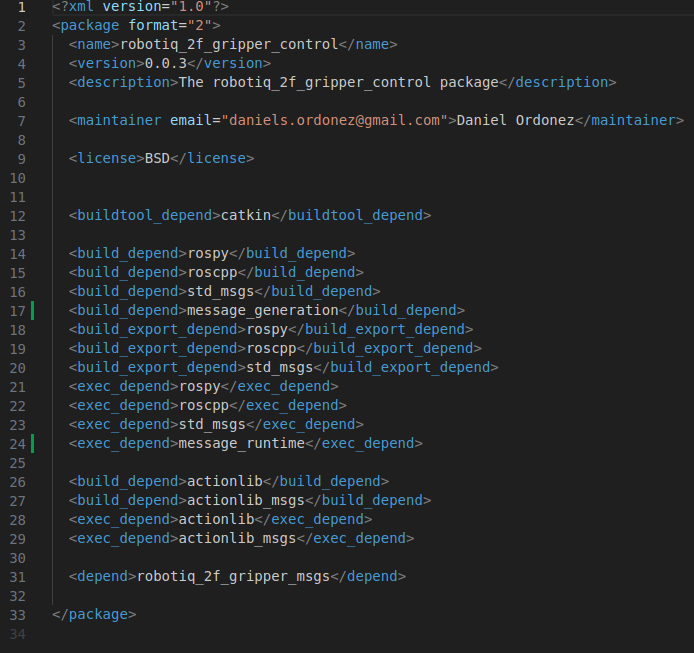 1 <?xml version="1.0"?>
2 <package format="2">
3 <name>robotiq_2f_gripper_control</name>
4 <version>0.0.3</version>
5 <description>The robotiq_2f_gripper_control package</description>
6
7 <maintainer email="daniels.ordonez@gmail.com">Daniel Ordonez</maintainer>
8
9 <license>BSD</license>
10
11
12 <buildtool_depend>catkin</buildtool_depend>
13
14 <build_depend>rospy</build_depend>
15 <build_depend>roscpp</build_depend>
16 <build_depend>std_msgs</build_depend>
17 <build_depend>message_generation</build_depend>
18 <build_export_depend>rospy</build_export_depend>
19 <build_export_depend>roscpp</build_export_depend>
20 <build_export_depend>std_msgs</build_export_depend>
21 <exec_depend>rospy</exec_depend>
22 <exec_depend>roscpp</exec_depend>
23 <exec_depend>std_msgs</exec_depend>
24 <exec_depend>message_runtime</exec_depend>
25
26 <build_depend>actionlib</build_depend>
27 <build_depend>actionlib_msgs</build_depend>
28 <exec_depend>actionlib</exec_depend>
29 <exec_depend>actionlib_msgs</exec_depend>
30
31 <depend>robotiq_2f_gripper_msgs</depend>
32
33 </package>
34